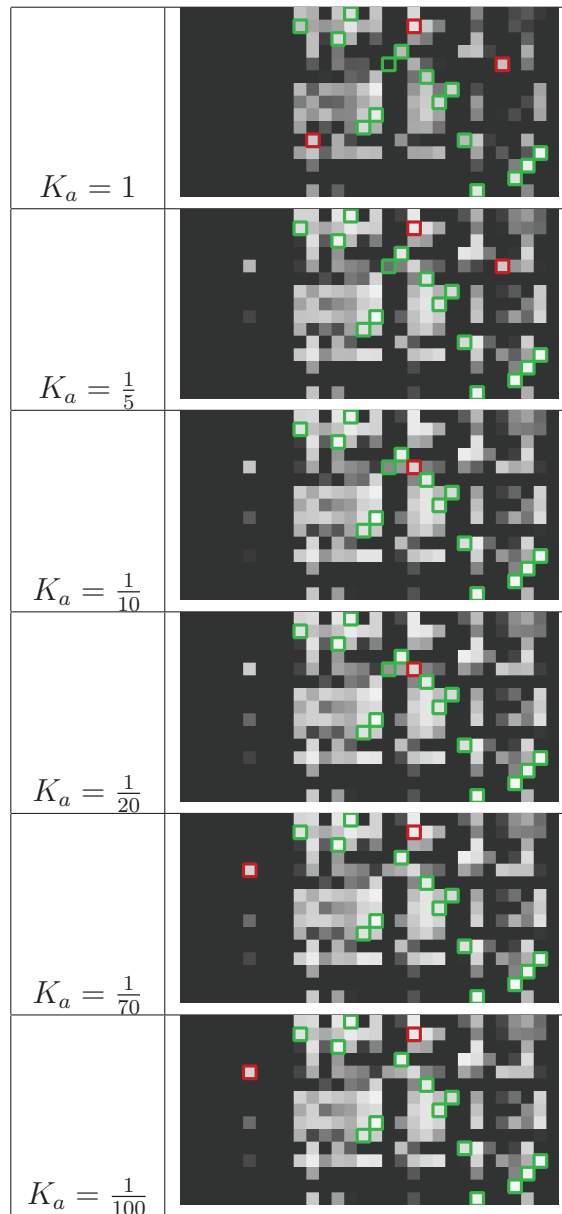 K_a = 1
K_a = 1/5
K_a = 1/10
K_a = 1/20
K_a = 1/70
K_a = 1/100